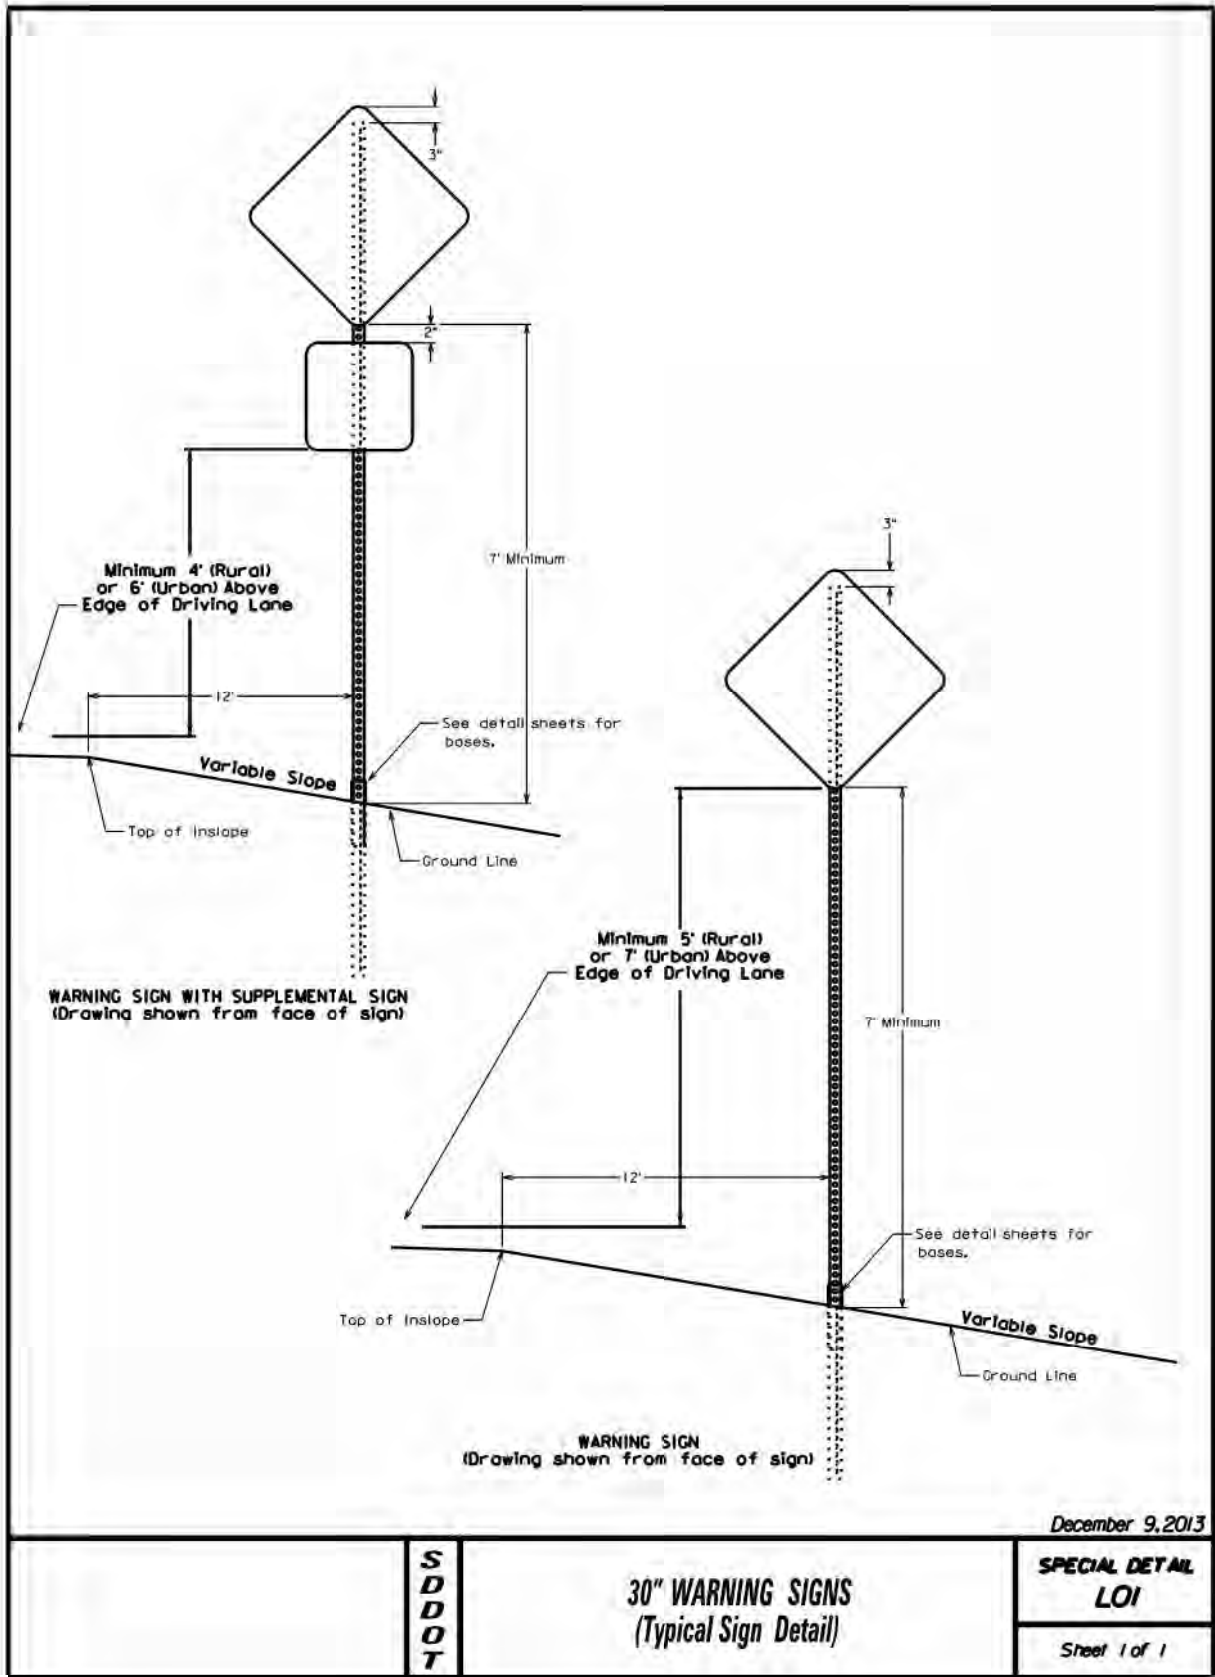 3"
2"
7' Minimum
Minimum 4' (Rural)
or 6' (Urban) Above
Edge of Driving Lane
12'
See detail sheets for
bases.
Variable Slope
Top of Inslope
Ground Line
WARNING SIGN WITH SUPPLEMENTAL SIGN
(Drawing shown from face of sign)
3"
Minimum 5' (Rural)
or 7' (Urban) Above
Edge of Driving Lane
7' Minimum
12'
See detail sheets for
bases.
Top of Inslope
Variable Slope
Ground Line
WARNING SIGN
(Drawing shown from face of sign)
December 9, 2013
SDDOT
30" WARNING SIGNS
(Typical Sign Detail)
SPECIAL DETAIL
LOI
Sheet 1 of 1